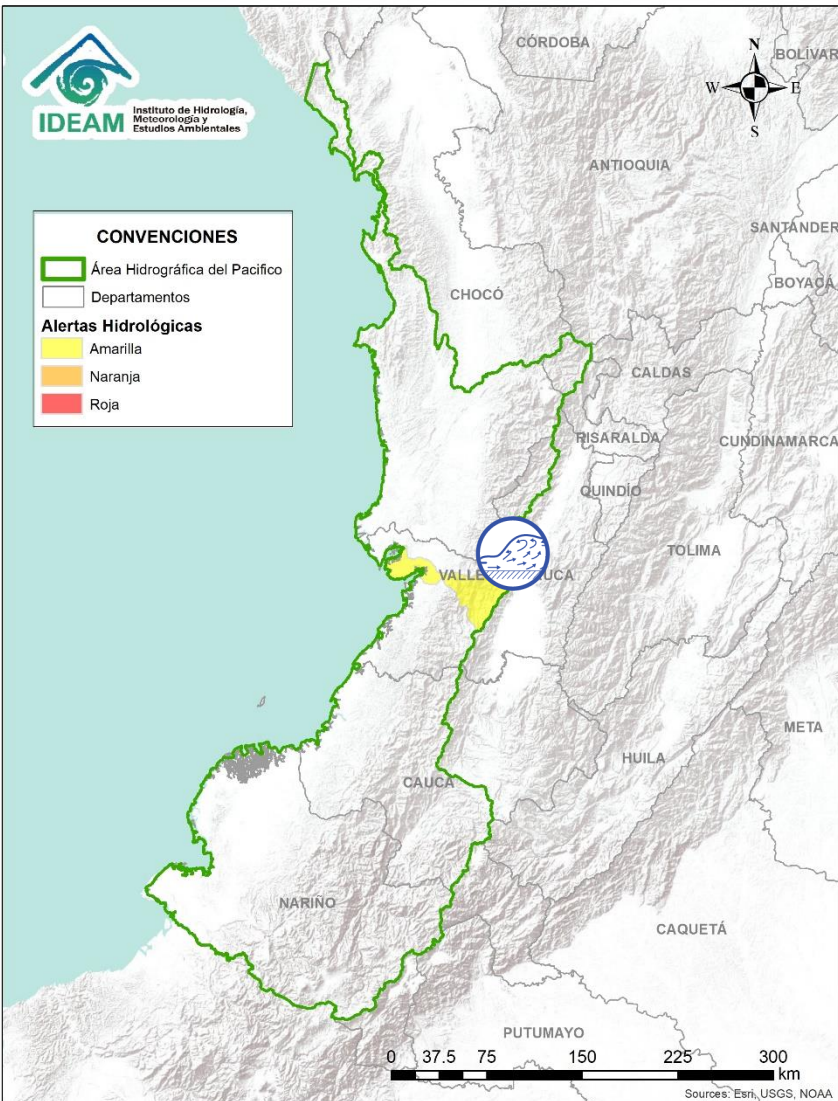 CÓRDOBA
BOLÍVAR
N
W
E
S
IDEAM
Instituto de Hidrología,
Meteorología y
Estudios Ambientales
ANTIOQUIA
SANTANDER
BOYACÁ
CONVENCIONES
Área Hidrográfica del Pacifico
Departamentos
Alertas Hidrológicas
Amarilla
Naranja
Roja
CHOCÓ
CALDAS
RISARALDA
CUNDINAMARCA
QUINDÍO
TOLIMA
VALLE
UCA
META
HUILA
CAUCA
NARIÑO
CAQUETÁ
PUTUMAYO
0 37.5 75 150 225 300
km
Sources: Esri, USGS, NOAA